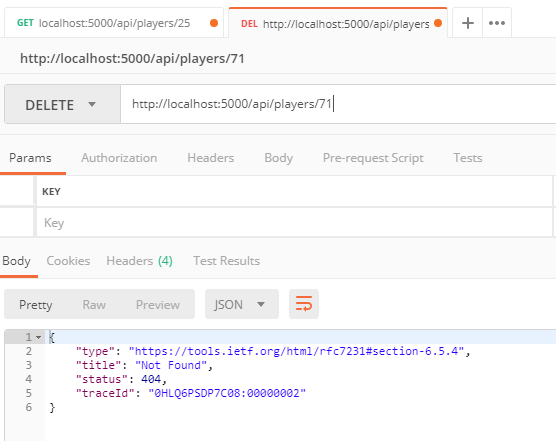 GET http://localhost:5000/api/players/25
DEL http://localhost:5000/api/players
http://localhost:5000/api/players/71
DELETE http://localhost:5000/api/players/71
Params Authorization Headers Body Pre-request Script Tests
KEY
Key
Body Cookies Headers (4) Test Results
Pretty Raw Preview JSON
1 {
2 "type": "https://tools.ietf.org/html/rfc7231#section-6.5.4",
3 "title": "Not Found",
4 "status": 404,
5 "traceId": "0HLQ6PSDP7C08:00000002"
6 }